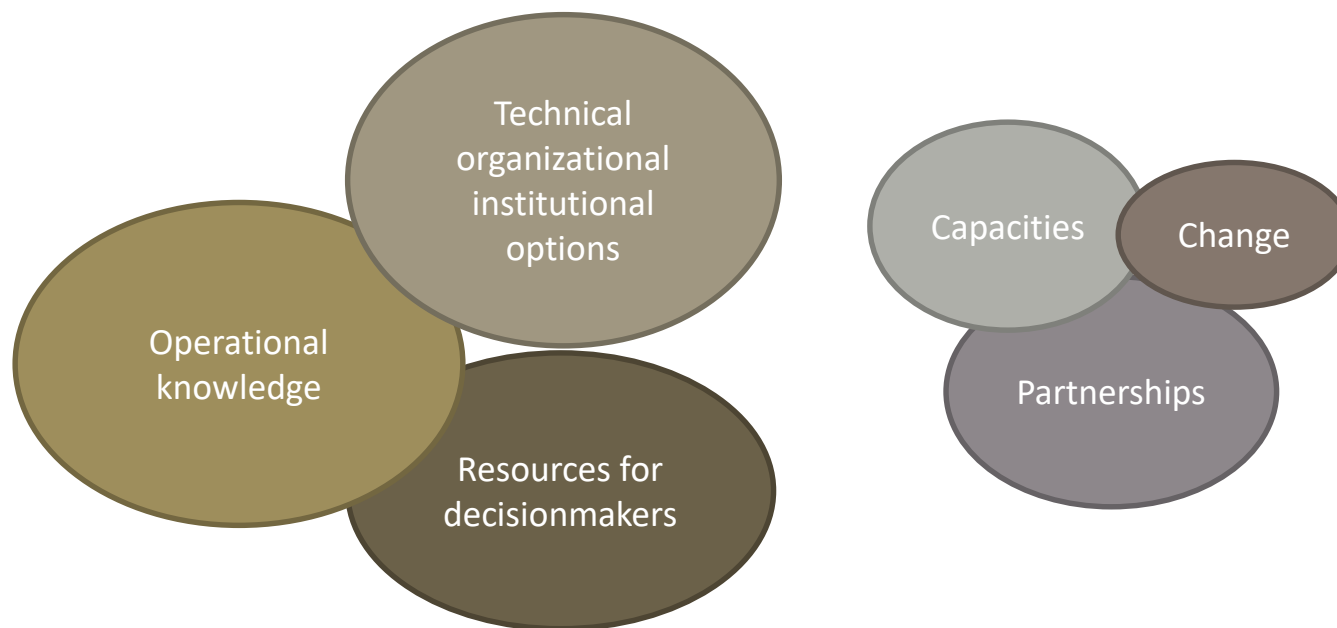 Technical
organizational
institutional
options
Operational
knowledge
Resources for
decisionmakers
Capacities
Change
Partnerships